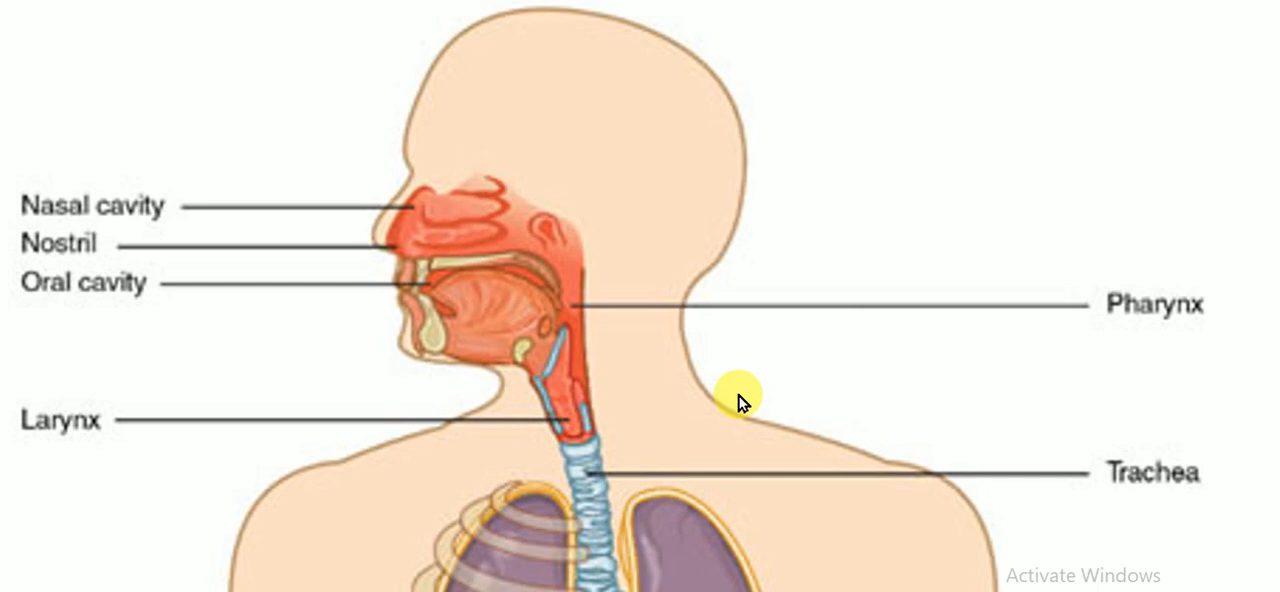 Nasal cavity
Nostril
Oral cavity
Pharynx
Larynx
Trachea
Activate Windows